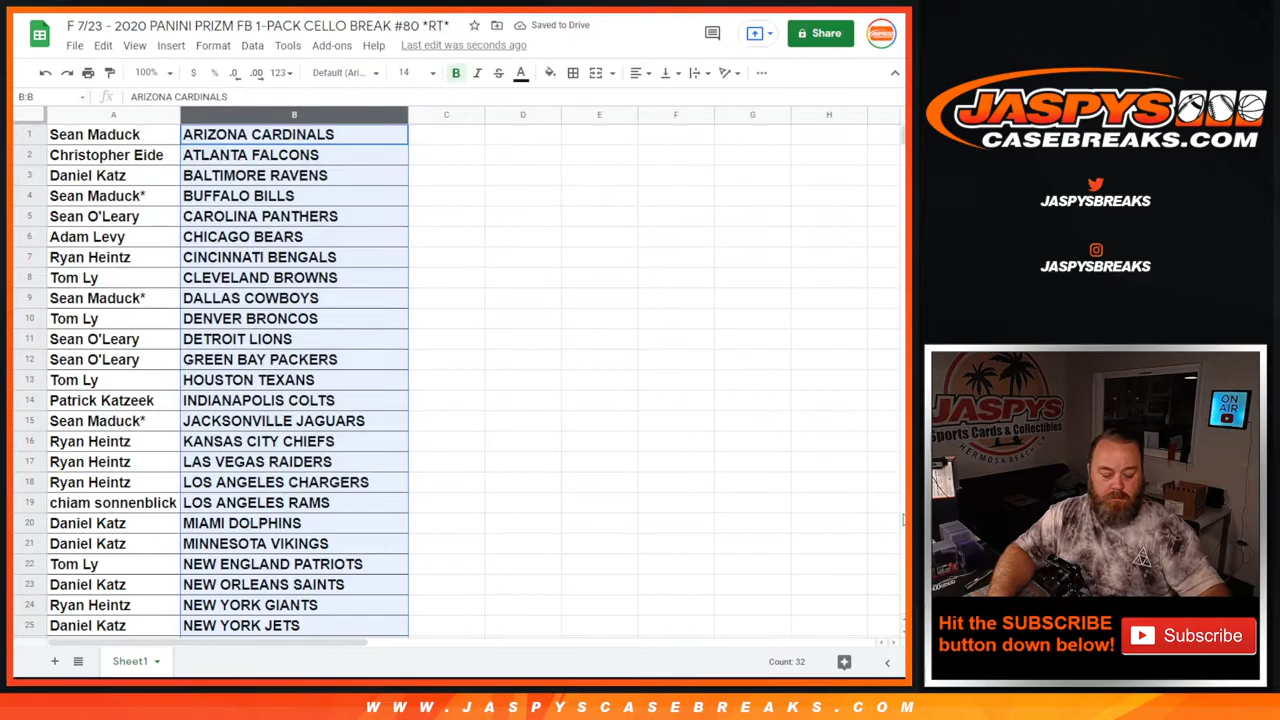 F 7/23 - 2020 PANINI PRIZM FB 1-PACK CELLO BREAK #80 *RT*
Saved to Drive
File Edit View Insert Format Data Tools Add-ons Help Last edit was seconds ago
Share
100% $ % .0 .00 123 Default (Ari... 14 B I S A
B:B fx ARIZONA CARDINALS
A B C D E F G H
1 Sean Maduck ARIZONA CARDINALS
2 Christopher Eide ATLANTA FALCONS
3 Daniel Katz BALTIMORE RAVENS
4 Sean Maduck* BUFFALO BILLS
5 Sean O'Leary CAROLINA PANTHERS
6 Adam Levy CHICAGO BEARS
7 Ryan Heintz CINCINNATI BENGALS
8 Tom Ly CLEVELAND BROWNS
9 Sean Maduck* DALLAS COWBOYS
10 Tom Ly DENVER BRONCOS
11 Sean O'Leary DETROIT LIONS
12 Sean O'Leary GREEN BAY PACKERS
13 Tom Ly HOUSTON TEXANS
14 Patrick Katzeek INDIANAPOLIS COLTS
15 Sean Maduck* JACKSONVILLE JAGUARS
16 Ryan Heintz KANSAS CITY CHIEFS
17 Ryan Heintz LAS VEGAS RAIDERS
18 Ryan Heintz LOS ANGELES CHARGERS
19 chiam sonnenblick LOS ANGELES RAMS
20 Daniel Katz MIAMI DOLPHINS
21 Daniel Katz MINNESOTA VIKINGS
22 Tom Ly NEW ENGLAND PATRIOTS
23 Daniel Katz NEW ORLEANS SAINTS
24 Ryan Heintz NEW YORK GIANTS
25 Daniel Katz NEW YORK JETS
Sheet1
Count: 32
JASPYS
CASEBREAKS.COM
JASPYSBREAKS
JASPYSBREAKS
JASPYS
Sports Cards & Collectibles
HERMOSA BEACH, CA
ON
AIR
Hit the SUBSCRIBE
button down below!
Subscribe
WWW.JASPYSCASEBREAKS.COM